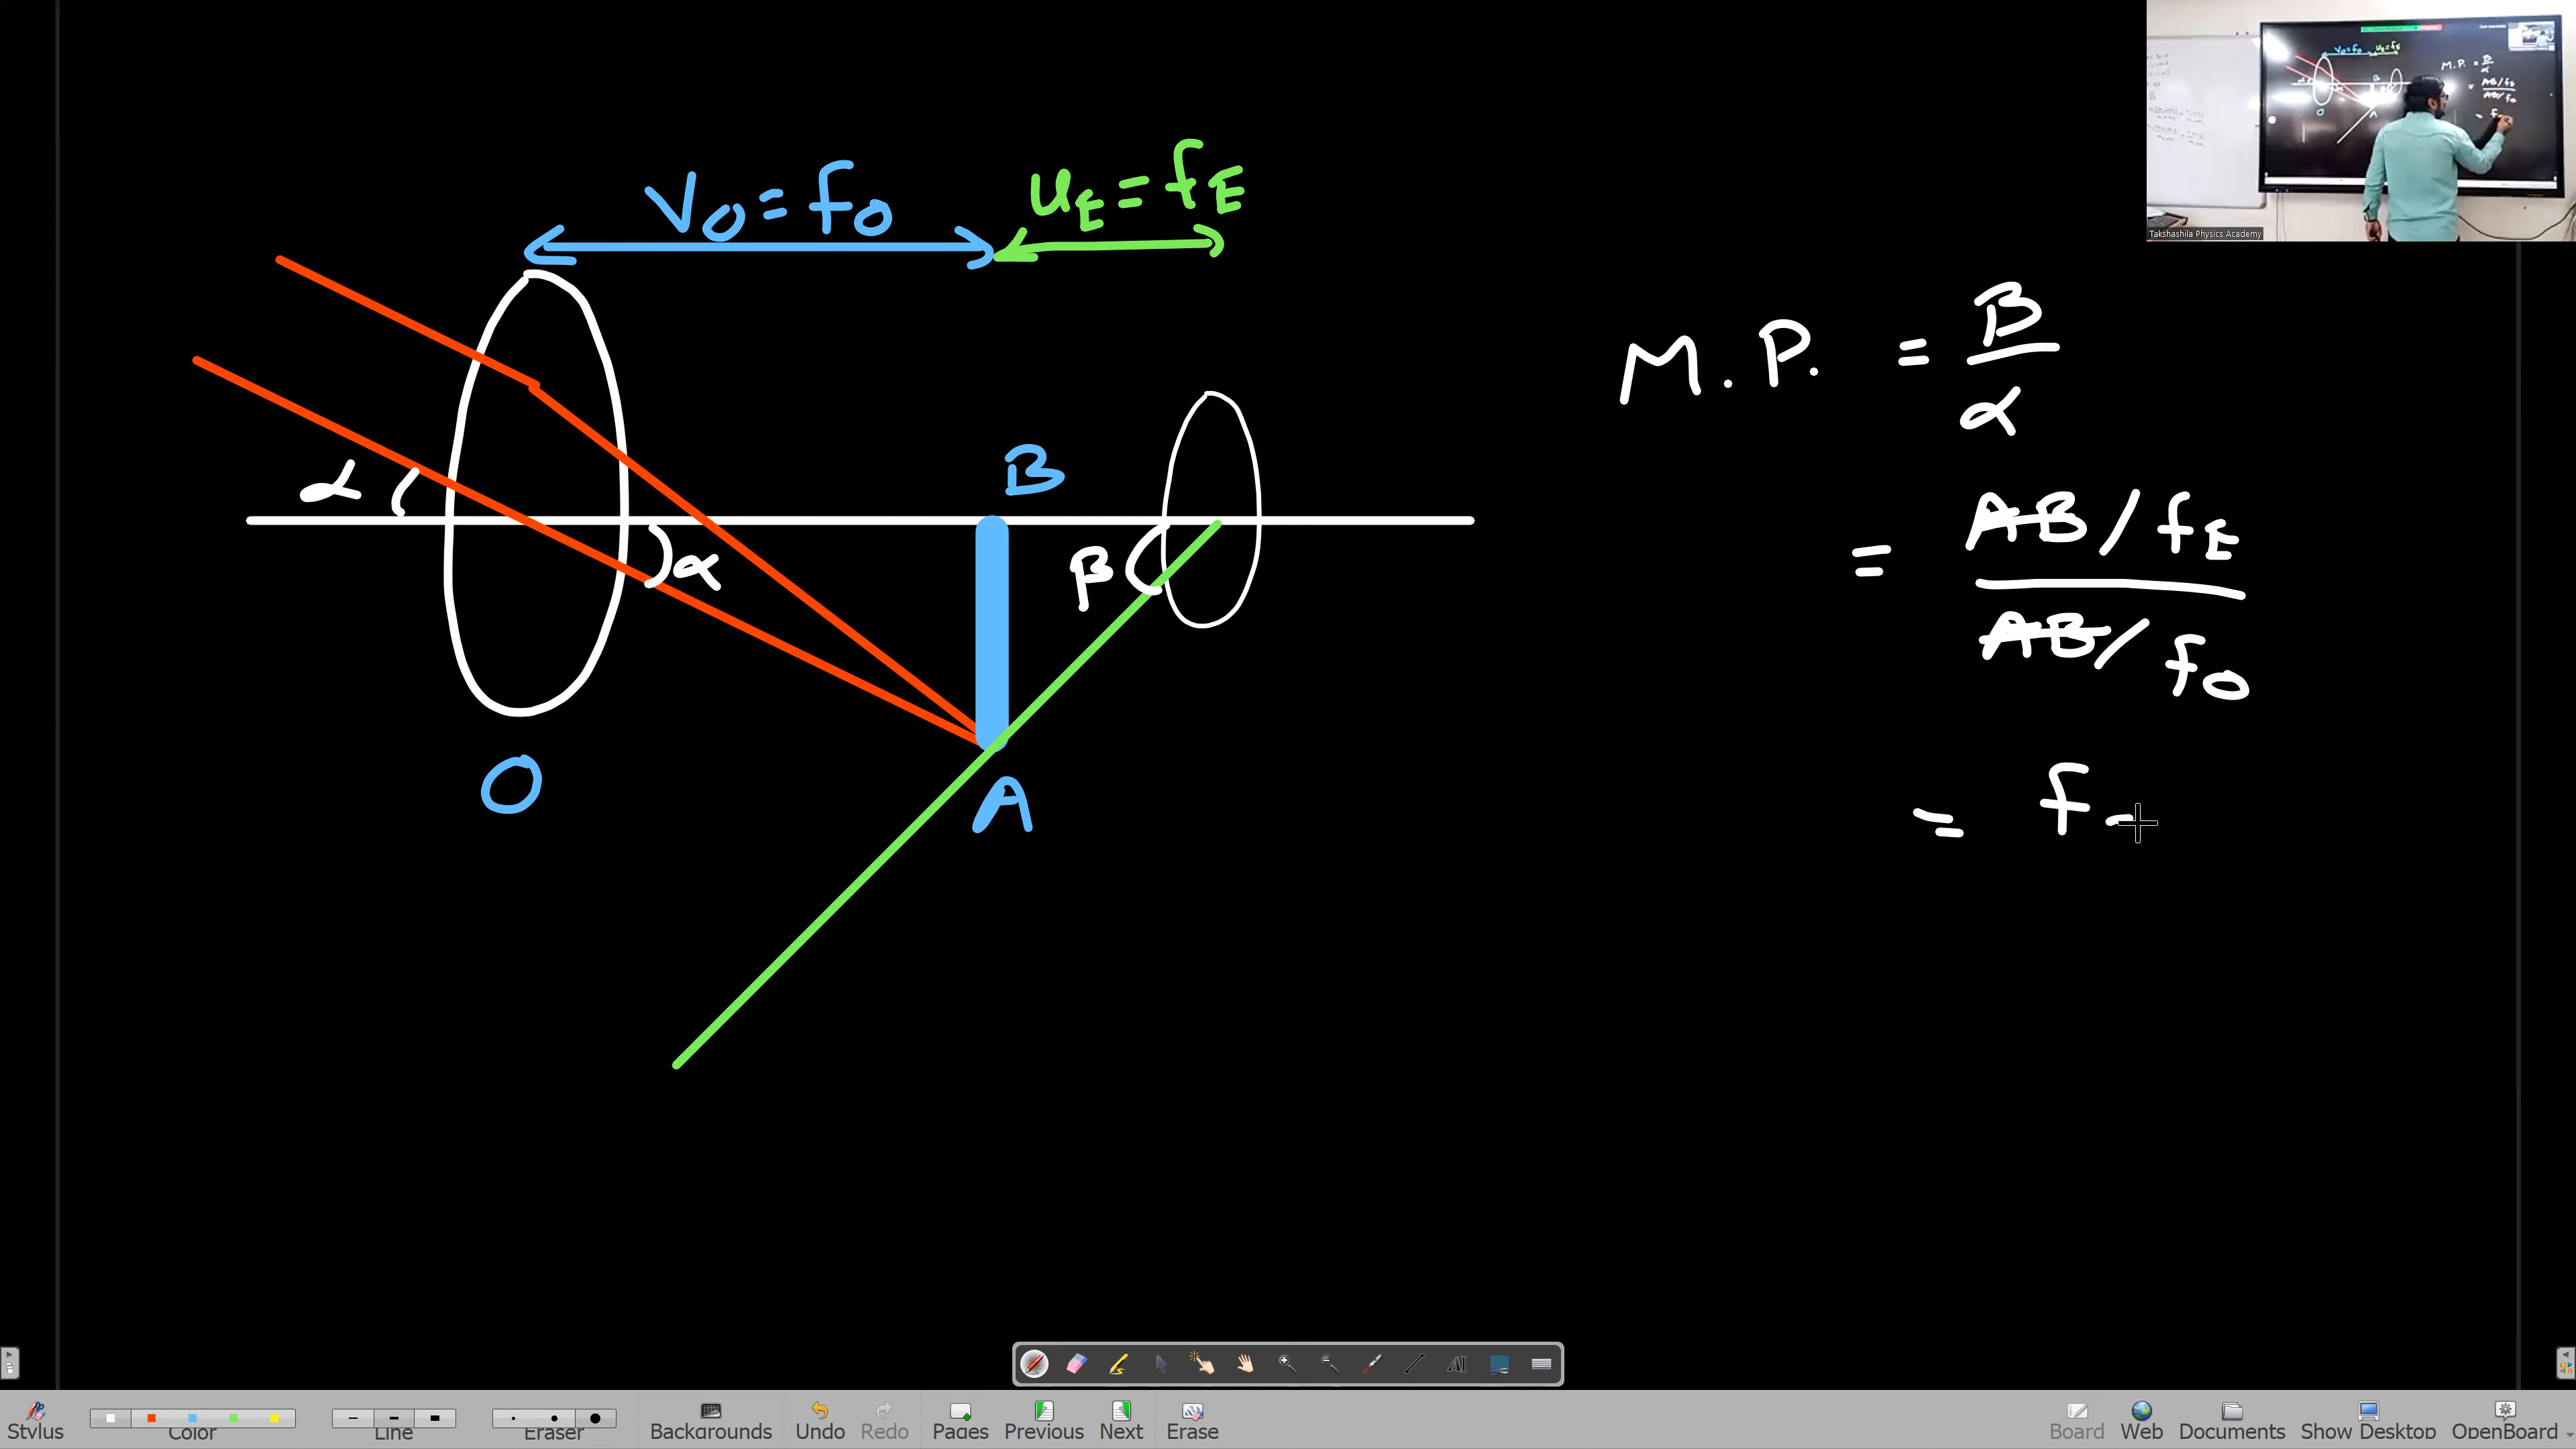 V₀ = f₀
u_E = f_E
α
α
B
β
O
A
M.P. = β/α
= AB/f_E
AB/f₀
= f
Takshashila Physics Academy
Stylus
Color
Line
Eraser
Backgrounds
Undo
Redo
Pages
Previous
Next
Erase
Board
Web
Documents
Show Desktop
OpenBoard